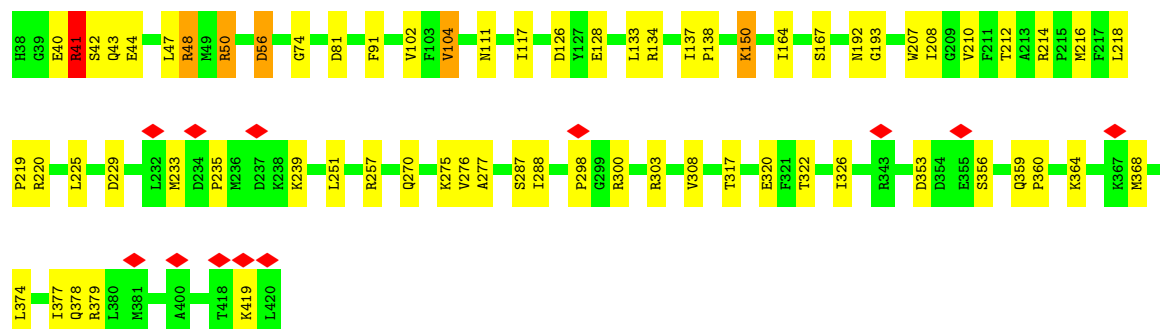 H38 G39 E40 R41 S42 Q43 E44 L47 R48 M49 R50 D56 G74 D81 F91 V102 F103 V104 N111 I117 D126 Y127 E128 L133 R134 I137 P138 K150 I164 S167 N192 G193 W207 I208 G209 V210 F211 T212 A213 R214 P215 M216 F217 L218
P219 R220 L225 D229 L232 M233 D234 P235 M236 D237 K238 K239 L251 R257 Q270 K275 V276 A277 S287 I288 P298 G299 R300 R303 V308 T317 E320 F321 T322 I326 R343 D353 D354 E355 S356 Q359 P360 K364 K367 M368
L374 I377 Q378 R379 L380 M381 A400 T418 K419 L420